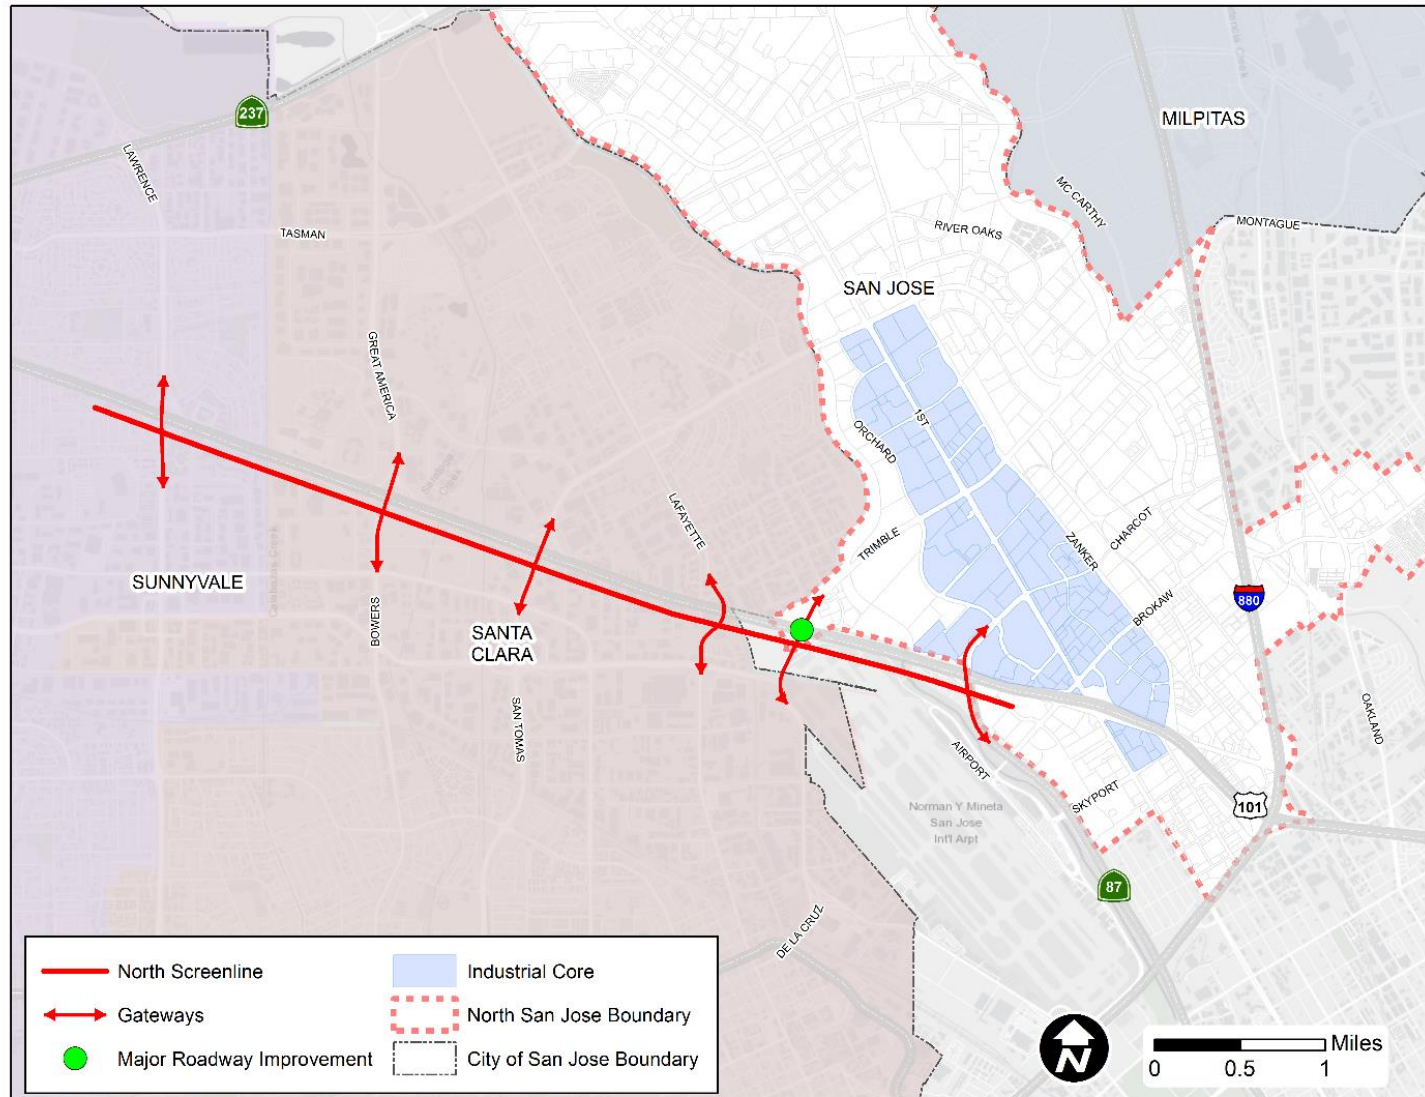 237
MILPITAS
LAWRENCE
MC CARTHY
MONTAGUE
TASMAN
RIVER OAKS
SAN JOSE
GREAT AMERICA
1ST
ORCHARD
LAFAYETTE
TRIMBLE
CHARCOT
ZANKER
SUNNYVALE
BROKAW
880
BOWERS
SANTA
CLARA
SAN TOMAS
OAKLAND
AIRPORT
SKYPORT
101
Norman Y Mineta
San Jose
Int'l Arpt
87
DE LA CRUZ
North Screenline
Industrial Core
Gateways
North San Jose Boundary
Major Roadway Improvement
City of San Jose Boundary
N
Miles
0 0.5 1